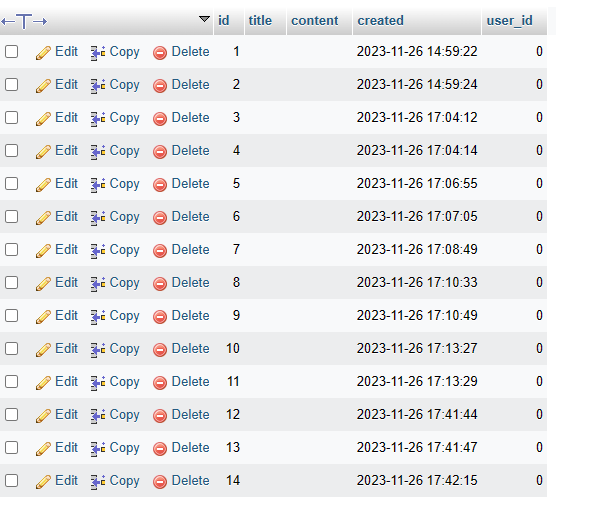 id title content created user_id
Edit Copy Delete 1 2023-11-26 14:59:22 0
Edit Copy Delete 2 2023-11-26 14:59:24 0
Edit Copy Delete 3 2023-11-26 17:04:12 0
Edit Copy Delete 4 2023-11-26 17:04:14 0
Edit Copy Delete 5 2023-11-26 17:06:55 0
Edit Copy Delete 6 2023-11-26 17:07:05 0
Edit Copy Delete 7 2023-11-26 17:08:49 0
Edit Copy Delete 8 2023-11-26 17:10:33 0
Edit Copy Delete 9 2023-11-26 17:10:49 0
Edit Copy Delete 10 2023-11-26 17:13:27 0
Edit Copy Delete 11 2023-11-26 17:13:29 0
Edit Copy Delete 12 2023-11-26 17:41:44 0
Edit Copy Delete 13 2023-11-26 17:41:47 0
Edit Copy Delete 14 2023-11-26 17:42:15 0